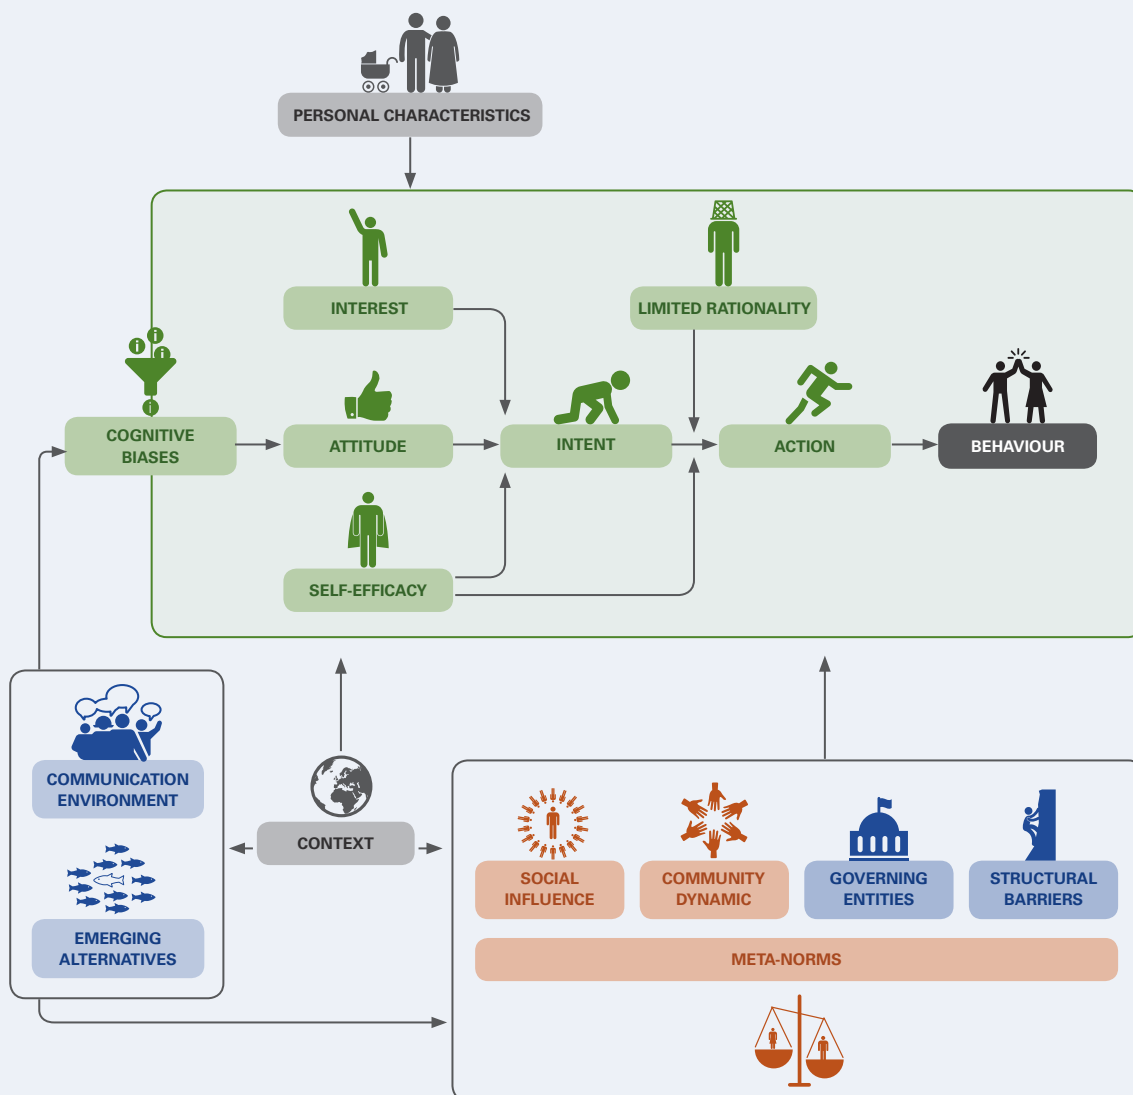 PERSONAL CHARACTERISTICS
INTEREST
LIMITED RATIONALITY
COGNITIVE
BIASES
ATTITUDE
INTENT
ACTION
BEHAVIOUR
SELF-EFFICACY
COMMUNICATION
ENVIRONMENT
CONTEXT
EMERGING
ALTERNATIVES
SOCIAL
INFLUENCE
COMMUNITY
DYNAMIC
GOVERNING
ENTITIES
STRUCTURAL
BARRIERS
META-NORMS